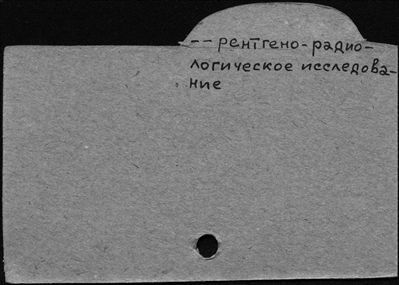 -- рентгено-радио-
логическое исследова-
ние